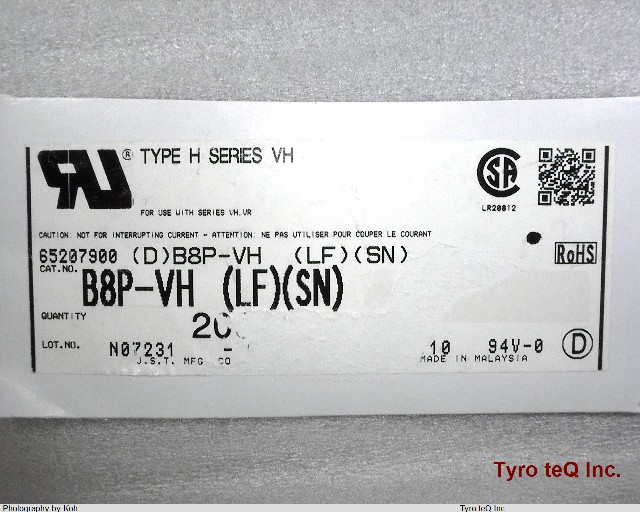 ® TYPE H SERIES VH
FOR USE WITH SERIES VH,VR
LR20812
CAUTION: NOT FOR INTERRUPTING CURRENT - ATTENTION: NE PAS UTILISER POUR COUPER LE COURANT
65207900 (D)B8P-VH (LF)(SN)
RoHS
CAT.NO.
B8P-VH (LF)(SN)
QUANTITY
LOT.NO. N07231 - 10 94V-0 D
J.S.T. MFG CO MADE IN MALAYSIA
Tyro teQ Inc.
Photography by Koh Tyro teQ Inc